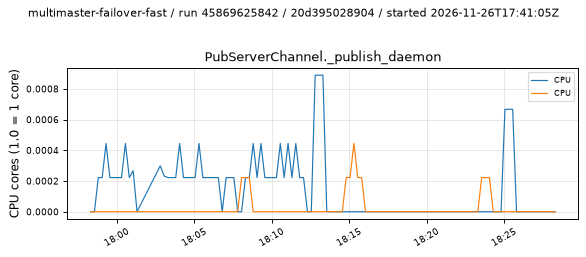 multimaster-failover-fast / run 45869625842 / 20d395028904 / started 2026-11-26T17:41:05Z
PubServerChannel._publish_daemon
CPU cores (1.0 = 1 core)
0.0008
0.0006
0.0004
0.0002
0.0000
CPU
CPU
18:00
18:05
18:10
18:15
18:20
18:25